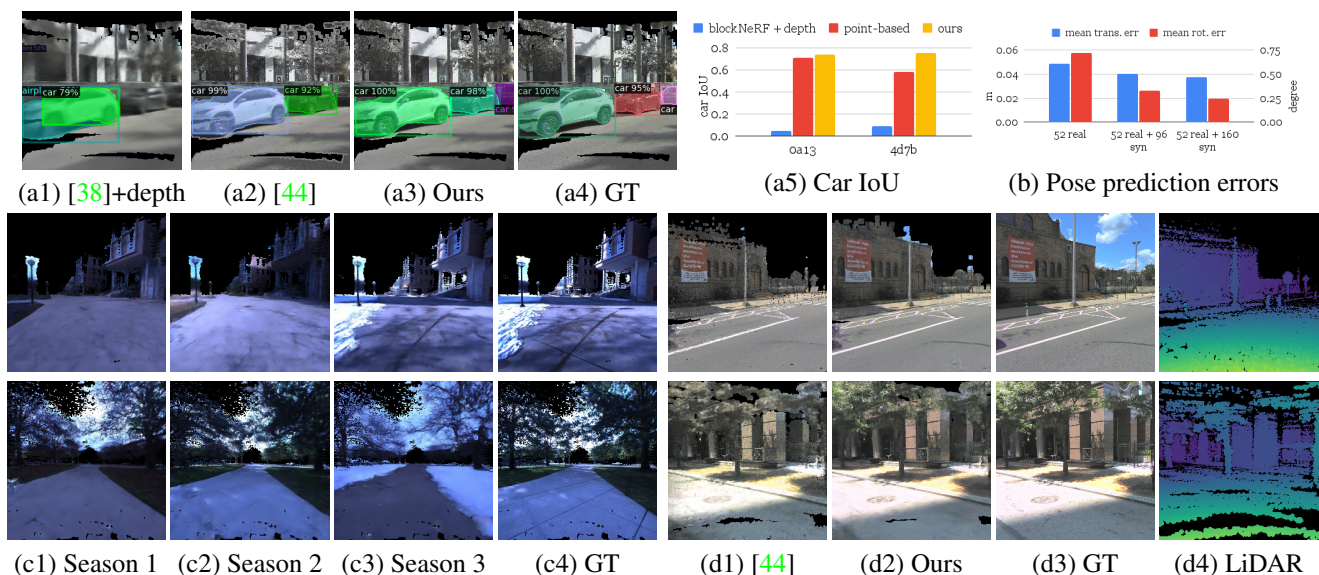 car 79%
airpl
car 99%
car 92%
car 100%
car 98%
car 100%
car 95%
car
(a1) [38]+depth
(a2) [44]
(a3) Ours
(a4) GT
blockNeRF + depth
point-based
ours
car IoU
0.8
0.6
0.4
0.2
0.0
0a13
4d7b
(a5) Car IoU
mean trans. err
mean rot. err
m
0.06
0.04
0.02
0.00
0.75
0.50
0.25
0.00
degree
52 real
52 real + 96
syn
52 real + 160
syn
(b) Pose prediction errors
(c1) Season 1
(c2) Season 2
(c3) Season 3
(c4) GT
(d1) [44]
(d2) Ours
(d3) GT
(d4) LiDAR